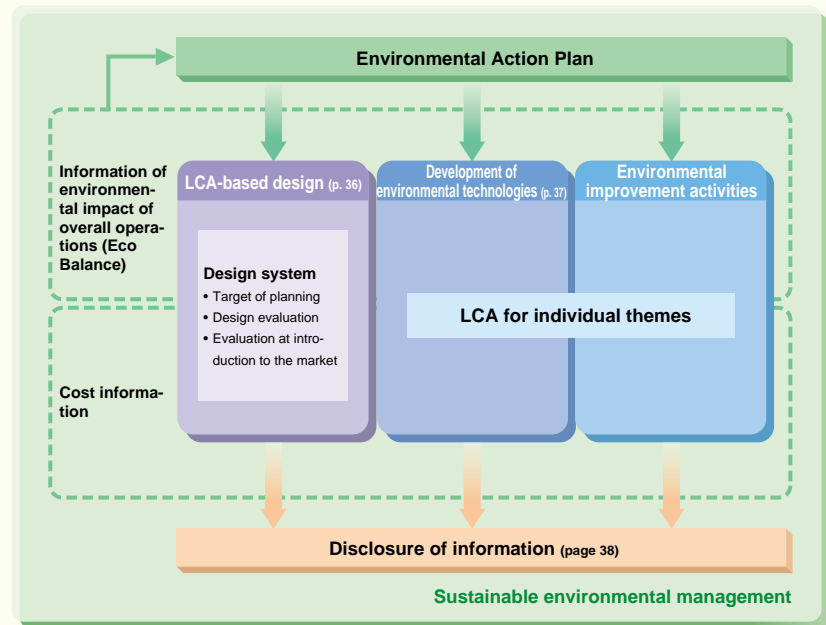 Environmental Action Plan
Information of
environmen-
tal impact of
overall opera-
tions (Eco
Balance)
LCA-based design (p. 36)
Development of
environmental technologies (p. 37)
Environmental
improvement activities
Design system
• Target of planning
• Design evaluation
• Evaluation at intro-
duction to the market
LCA for individual themes
Cost informa-
tion
Disclosure of information (page 38)
Sustainable environmental management